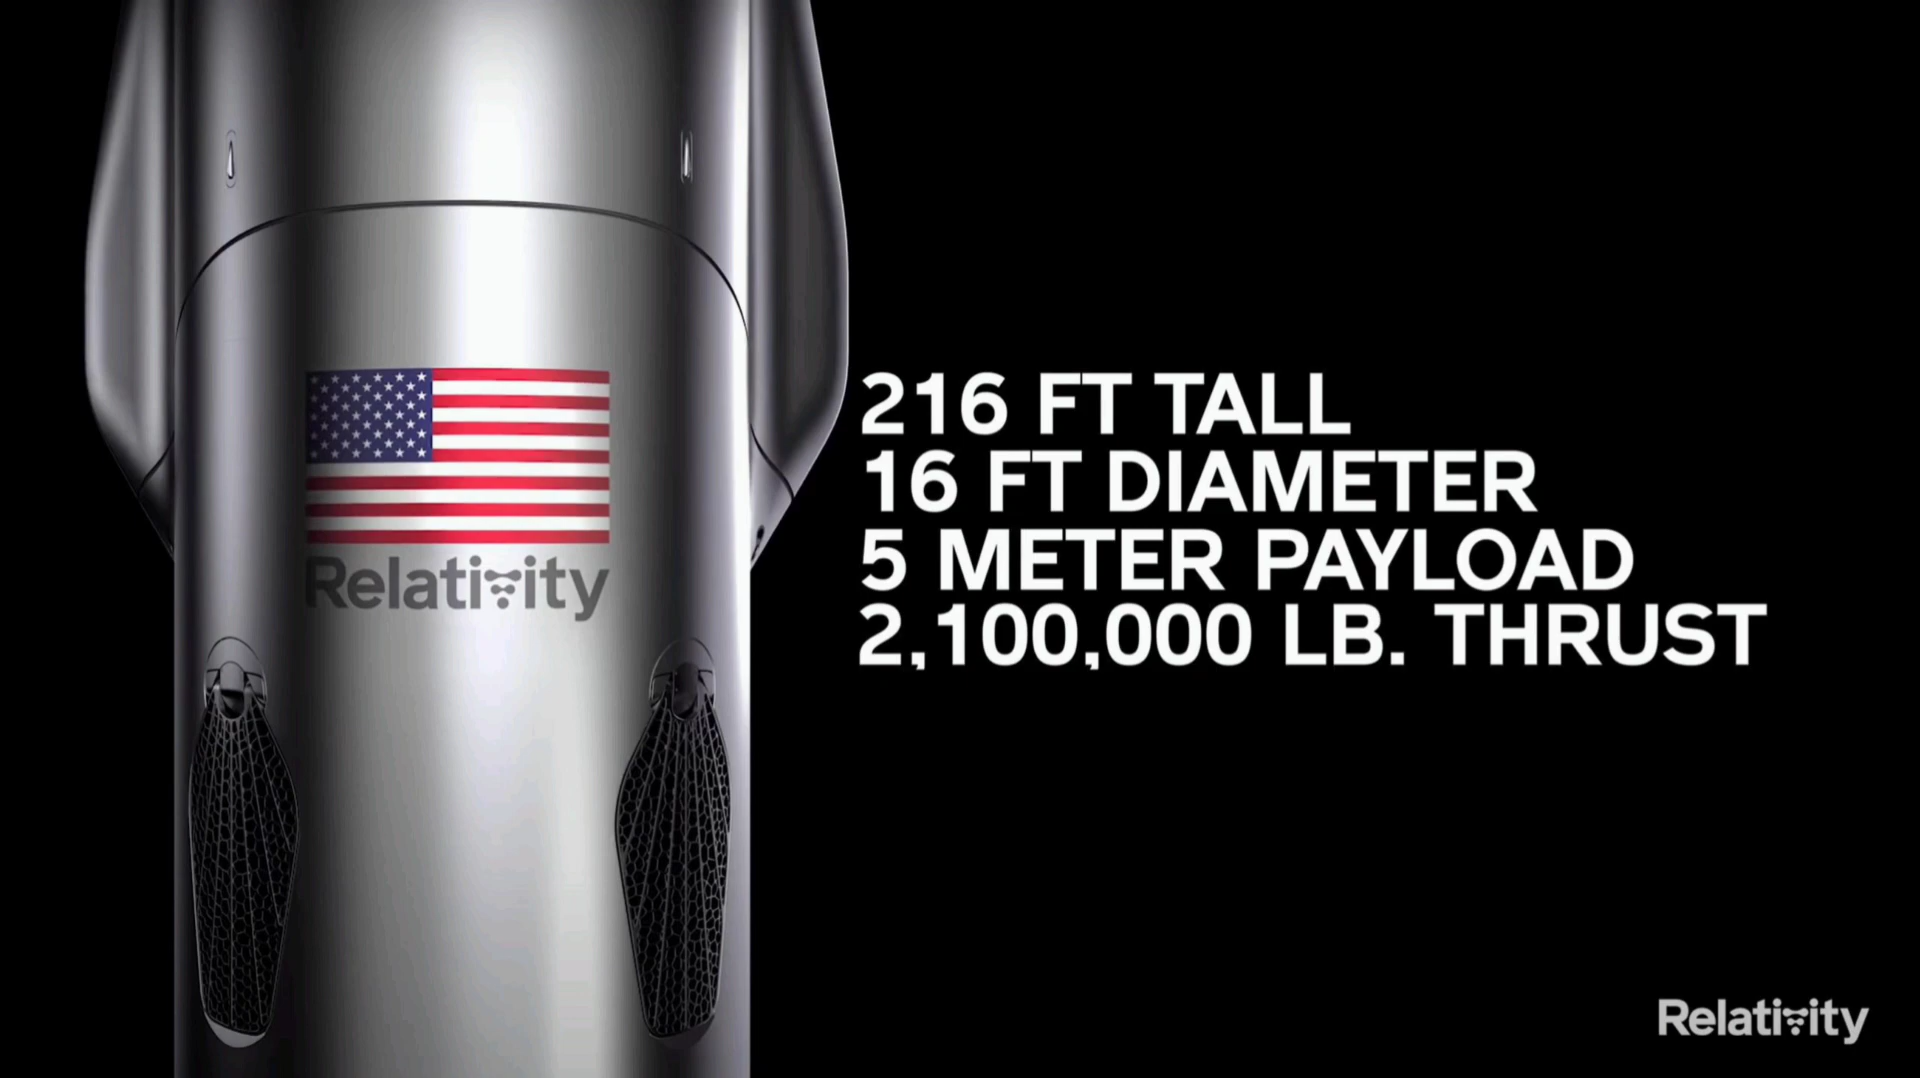 Relativity
216 FT TALL
16 FT DIAMETER
5 METER PAYLOAD
2,100,000 LB. THRUST
Relativity